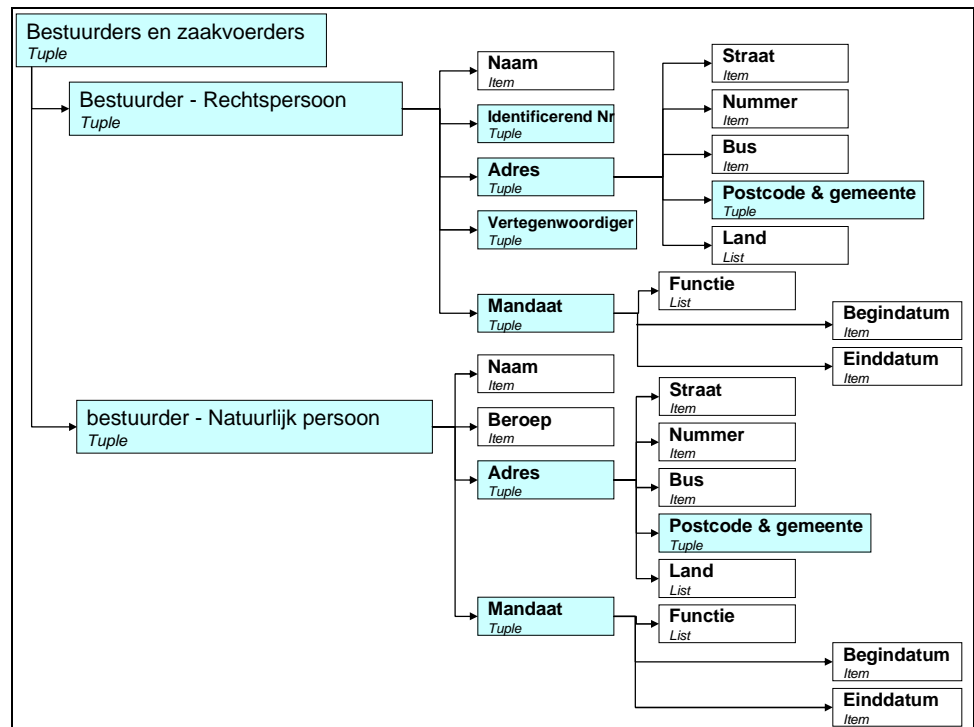 Bestuurders en zaakvoerders
Tuple
Bestuurder - Rechtspersoon
Tuple
Naam
Item
Identificerend Nr
Tuple
Adres
Tuple
Straat
Item
Nummer
Item
Bus
Item
Postcode & gemeente
Tuple
Land
List
Vertegenwoordiger
Tuple
Mandaat
Tuple
Functie
List
Begindatum
Item
Einddatum
Item
bestuurder - Natuurlijk persoon
Tuple
Naam
Item
Beroep
Item
Adres
Tuple
Straat
Item
Nummer
Item
Bus
Item
Postcode & gemeente
Tuple
Land
List
Mandaat
Tuple
Functie
List
Begindatum
Item
Einddatum
Item